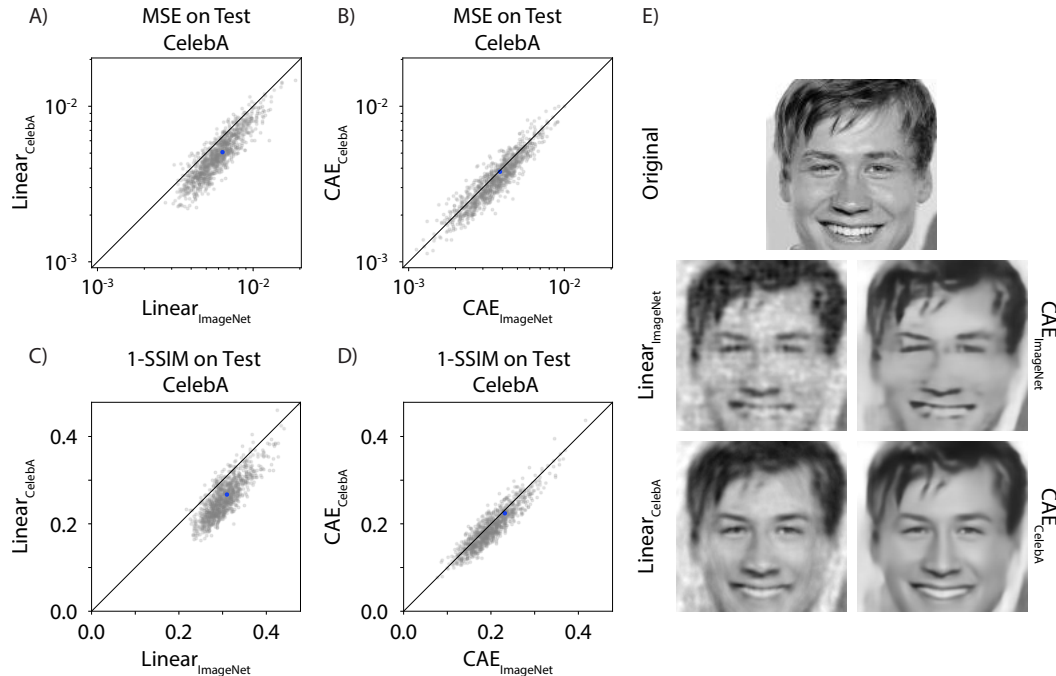 A)
MSE on Test
CelebA
Linear_CelebA
10^-2
10^-3
10^-3
10^-2
Linear_ImageNet
B)
MSE on Test
CelebA
CAE_CelebA
10^-2
10^-3
10^-3
10^-2
CAE_ImageNet
C)
1-SSIM on Test
CelebA
Linear_CelebA
0.4
0.2
0.0
0.0
0.2
0.4
Linear_ImageNet
D)
1-SSIM on Test
CelebA
CAE_CelebA
0.4
0.2
0.0
0.0
0.2
0.4
CAE_ImageNet
E)
Original
Linear_ImageNet
CAE_ImageNet
Linear_CelebA
CAE_CelebA